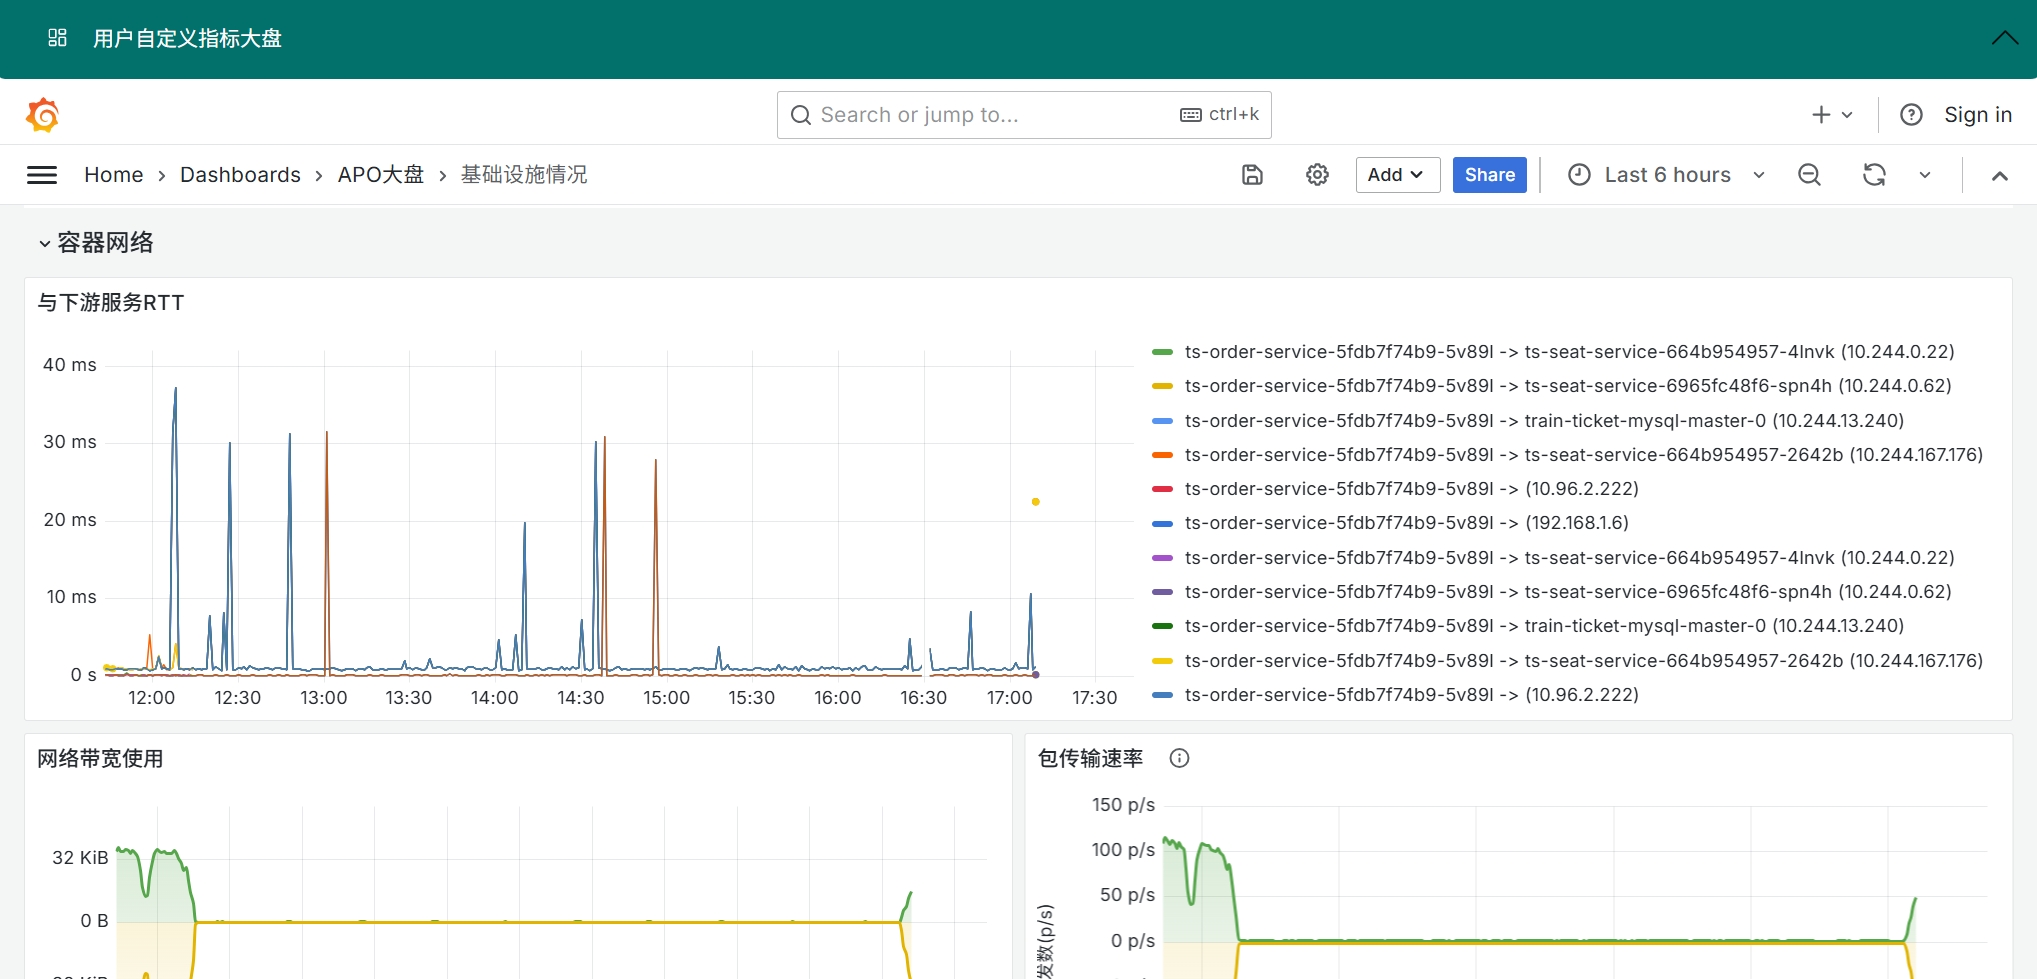 用户自定义指标大盘
Search or jump to...
ctrl+k
Sign in
Home › Dashboards › APO大盘 › 基础设施情况
Add
Share
Last 6 hours
容器网络
与下游服务RTT
40 ms
30 ms
20 ms
10 ms
0 s
12:00 12:30 13:00 13:30 14:00 14:30 15:00 15:30 16:00 16:30 17:00 17:30
ts-order-service-5fdb7f74b9-5v89l -> ts-seat-service-664b954957-4lnvk (10.244.0.22)
ts-order-service-5fdb7f74b9-5v89l -> ts-seat-service-6965fc48f6-spn4h (10.244.0.62)
ts-order-service-5fdb7f74b9-5v89l -> train-ticket-mysql-master-0 (10.244.13.240)
ts-order-service-5fdb7f74b9-5v89l -> ts-seat-service-664b954957-2642b (10.244.167.176)
ts-order-service-5fdb7f74b9-5v89l -> (10.96.2.222)
ts-order-service-5fdb7f74b9-5v89l -> (192.168.1.6)
ts-order-service-5fdb7f74b9-5v89l -> ts-seat-service-664b954957-4lnvk (10.244.0.22)
ts-order-service-5fdb7f74b9-5v89l -> ts-seat-service-6965fc48f6-spn4h (10.244.0.62)
ts-order-service-5fdb7f74b9-5v89l -> train-ticket-mysql-master-0 (10.244.13.240)
ts-order-service-5fdb7f74b9-5v89l -> ts-seat-service-664b954957-2642b (10.244.167.176)
ts-order-service-5fdb7f74b9-5v89l -> (10.96.2.222)
网络带宽使用
32 KiB
0 B
包传输速率
150 p/s
100 p/s
50 p/s
0 p/s
发数(p/s)